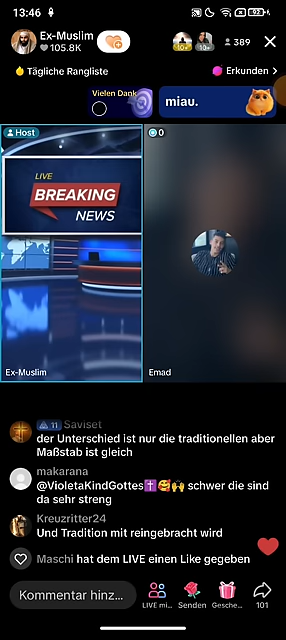 13:46
92
Ex-Muslim
105.8K
10+
10+
389
Tägliche Rangliste
Erkunden
Vielen Dank
miau.
Host
0
LIVE
BREAKING
NEWS
Ex-Muslim
Emad
11 Saviset
der Unterschied ist nur die traditionellen aber
Maßstab ist gleich
makarana
@VioletaKindGottes✝️🥰🙌 schwer die sind
da sehr streng
Kreuzritter24
Und Tradition mit reingebracht wird
Maschi hat dem LIVE einen Like gegeben
Kommentar hinz...
LIVE mi...
Senden
Gesche...
101